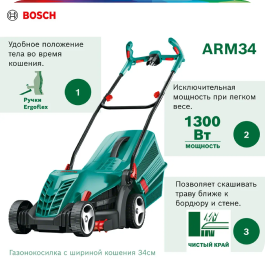 BOSCH
Удобное положение
тела во время
кошения.
Ручки
Ergoflex
1
ARM34
Исключительная
мощность при легком
весе.
1300
Вт
мощность
2
Позволяет скашивать
траву ближе к
бордюру и стене.
ЧИСТЫЙ КРАЙ
3
Газонокосилка с шириной кошения 34см